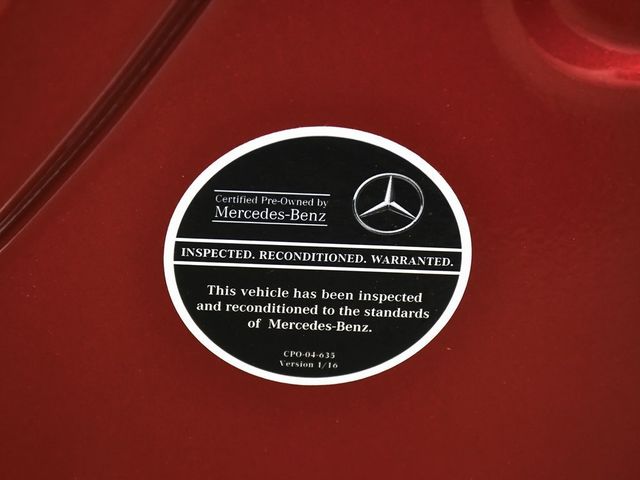 Certified Pre-Owned by
Mercedes-Benz
INSPECTED. RECONDITIONED. WARRANTED.
This vehicle has been inspected
and reconditioned to the standards
of Mercedes-Benz.
CPO-04-635
Version 1/16